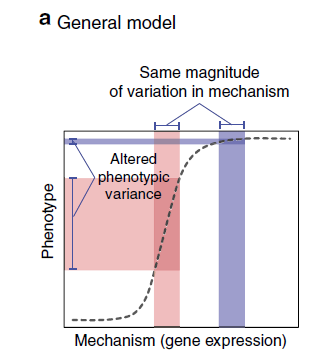 a General model
Same magnitude
of variation in mechanism
Altered
phenotypic
variance
Phenotype
Mechanism (gene expression)